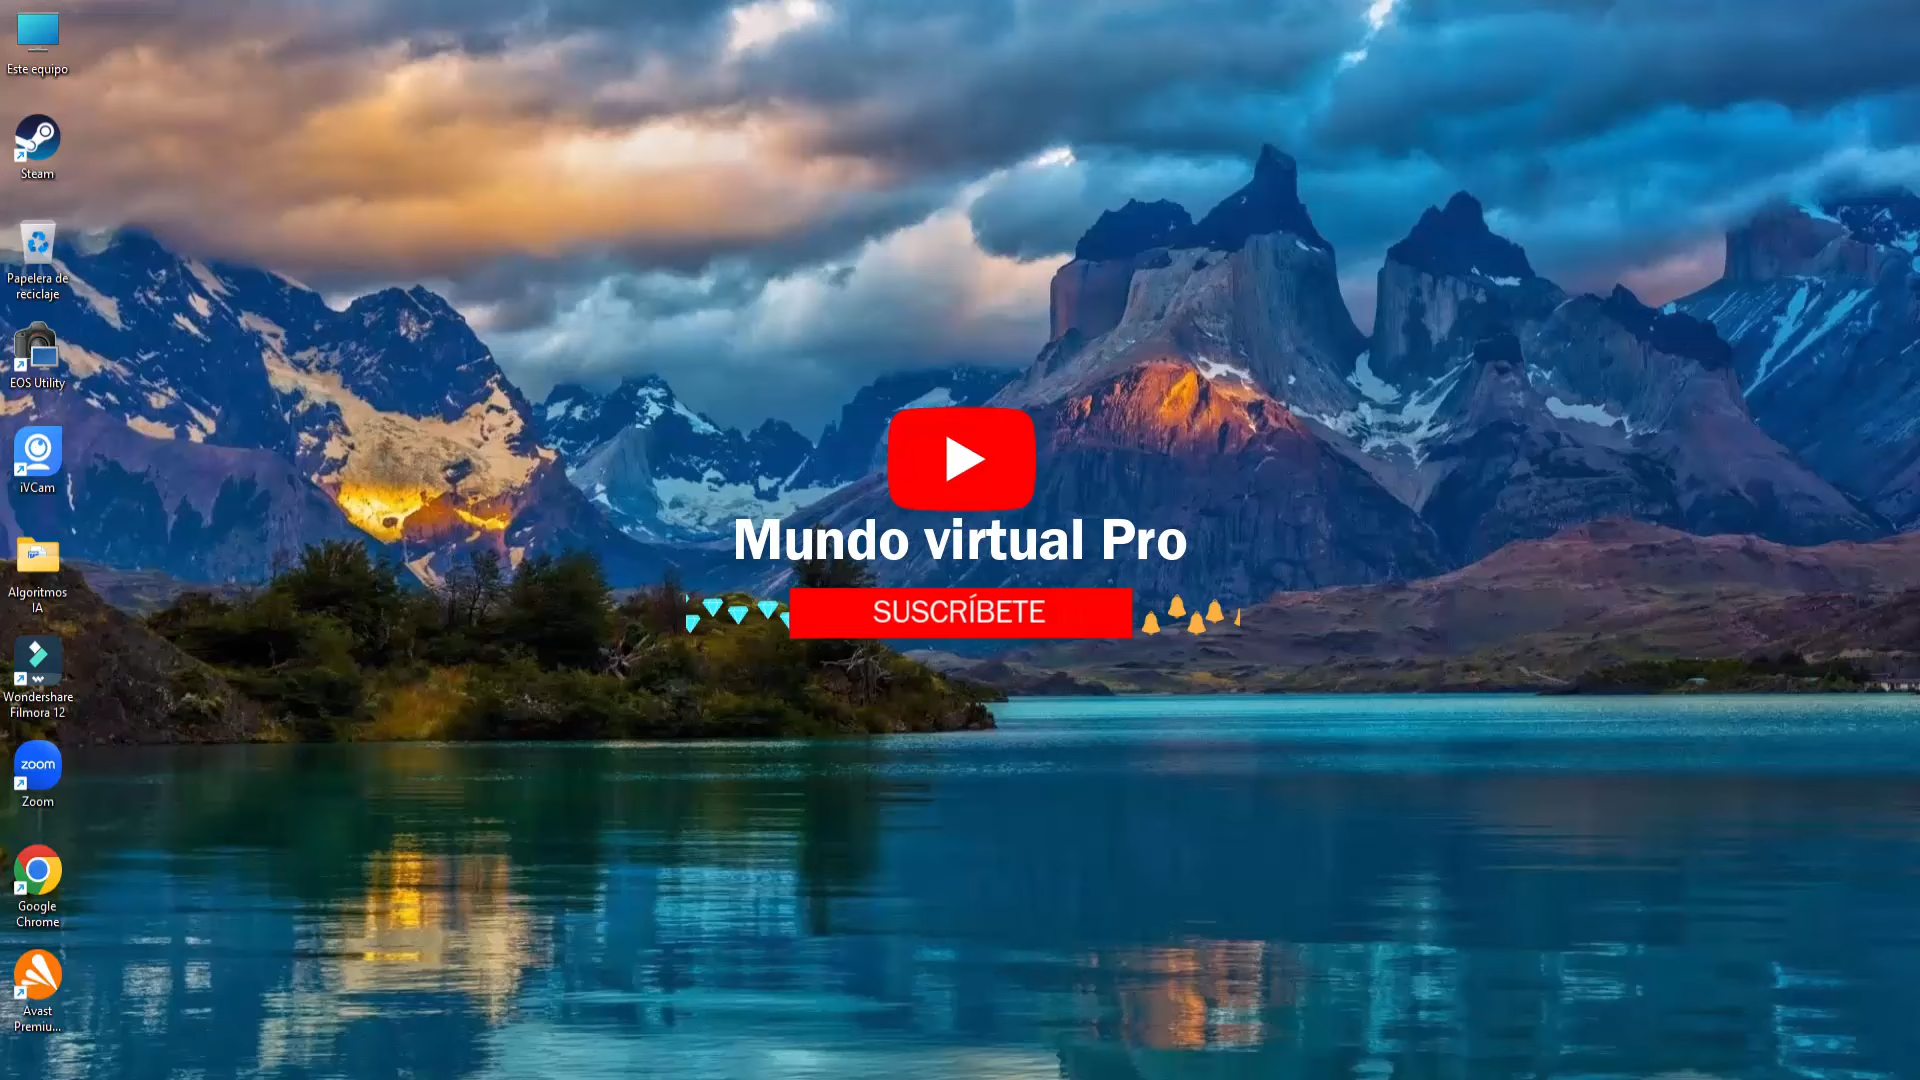 Este equipo
Steam
Papelera de
reciclaje
EOS Utility
iVCam
Algoritmos
IA
Wondershare
Filmora 12
zoom
Zoom
Google
Chrome
Avast
Premiu...
Mundo virtual Pro
SUSCRÍBETE